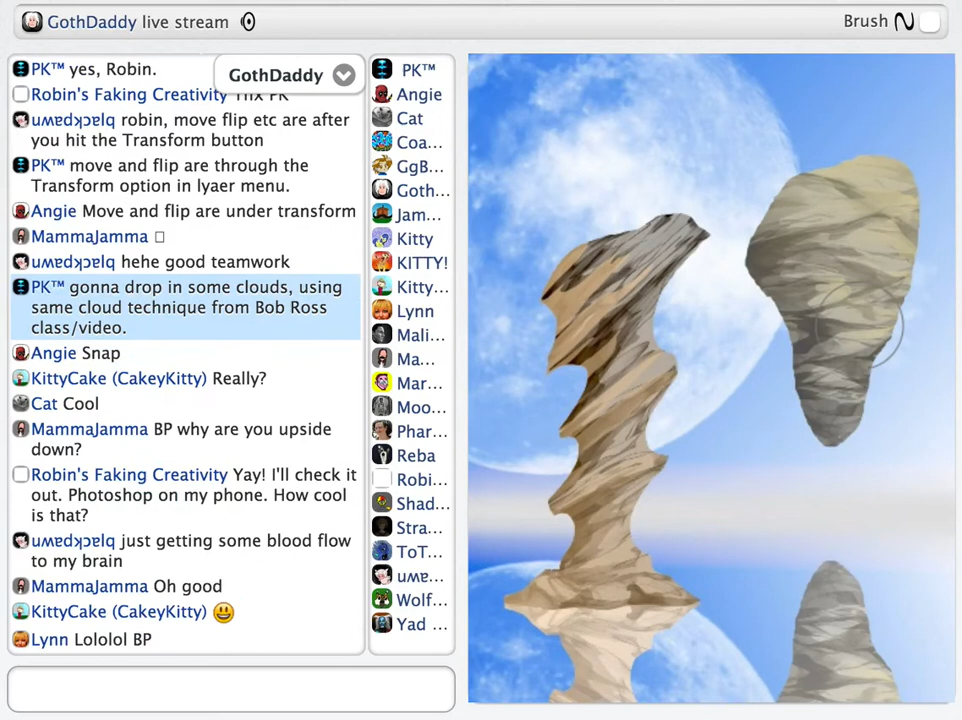 GothDaddy live stream
Brush
PK™ yes, Robin.
GothDaddy
Robin's Faking Creativity Thx PK
uʍɐdʞɔɐlq robin, move flip etc are after
you hit the Transform button
PK™ move and flip are through the
Transform option in lyaer menu.
Angie Move and flip are under transform
MammaJamma
uʍɐdʞɔɐlq hehe good teamwork
PK™ gonna drop in some clouds, using
same cloud technique from Bob Ross
class/video.
Angie Snap
KittyCake (CakeyKitty) Really?
Cat Cool
MammaJamma BP why are you upside
down?
Robin's Faking Creativity Yay! I'll check it
out. Photoshop on my phone. How cool
is that?
uʍɐdʞɔɐlq just getting some blood flow
to my brain
MammaJamma Oh good
KittyCake (CakeyKitty) 😃
Lynn Lololol BP
PK™
Angie
Cat
Coa...
GgB...
Goth...
Jam...
Kitty
KITTY!
Kitty...
Lynn
Mali...
Ma...
Mar...
Moo...
Phar...
Reba
Robi...
Shad...
Stra...
ToT...
uʍɐ...
Wolf...
Yad ...